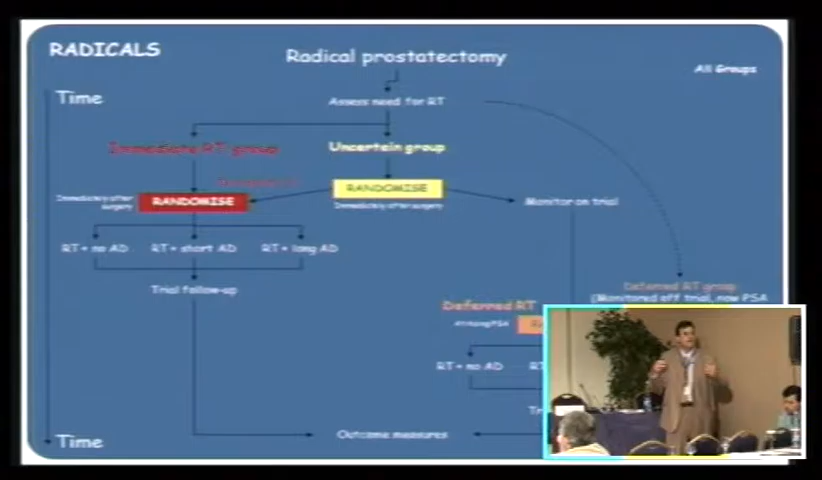 RADICALS
Radical prostatectomy
All Groups
Time
Assess need for RT
Immediate RT group
Uncertain group
RANDOMISE
Immediately after
surgery
RANDOMISE
Immediately after surgery
Monitor on trial
RT + no AD
RT + short AD
RT + long AD
Trial follow-up
Deferred RT group
(Monitored off trial, now PSA
Deferred RT
RT + no AD
RT
Outcome measures
Time